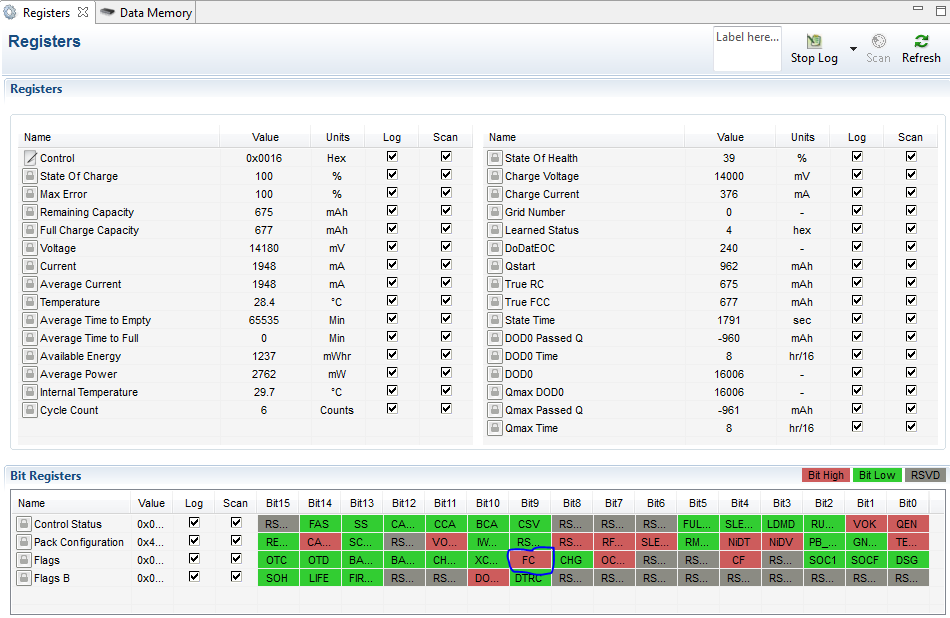 Registers Data Memory
Registers
Label here... Stop Log Scan Refresh
Registers
Name Value Units Log Scan Name Value Units Log Scan
Control 0x0016 Hex State Of Health 39 %
State Of Charge 100 % Charge Voltage 14000 mV
Max Error 100 % Charge Current 376 mA
Remaining Capacity 675 mAh Grid Number 0 -
Full Charge Capacity 677 mAh Learned Status 4 hex
Voltage 14180 mV DoDatEOC 240 -
Current 1948 mA Qstart 962 mAh
Average Current 1948 mA True RC 675 mAh
Temperature 28.4 °C True FCC 677 mAh
Average Time to Empty 65535 Min State Time 1791 sec
Average Time to Full 0 Min DOD0 Passed Q -960 mAh
Available Energy 1237 mWhr DOD0 Time 8 hr/16
Average Power 2762 mW DOD0 16006 -
Internal Temperature 29.7 °C Qmax DOD0 16006 -
Cycle Count 6 Counts Qmax Passed Q -961 mAh
Qmax Time 8 hr/16
Bit Registers Bit High Bit Low RSVD
Name Value Log Scan Bit15 Bit14 Bit13 Bit12 Bit11 Bit10 Bit9 Bit8 Bit7 Bit6 Bit5 Bit4 Bit3 Bit2 Bit1 Bit0
Control Status 0x0... RS... FAS SS CA... CCA BCA CSV RS... RS... RS... FUL... SLE... LDMD RU... VOK QEN
Pack Configuration 0x4... RE... CA... SC... RS... VO... IW... RS... RS... RF... SLE... RM... NiDT NiDV PB_... GN... TE...
Flags 0x0... OTC OTD BA... BA... CH... XC... FC CHG OC... RS... RS... CF RS... SOC1 SOCF DSG
Flags B 0x0... SOH LIFE FIR... RS... RS... DO... DTRC RS... RS... RS... RS... RS... RS... RS... RS... RS...